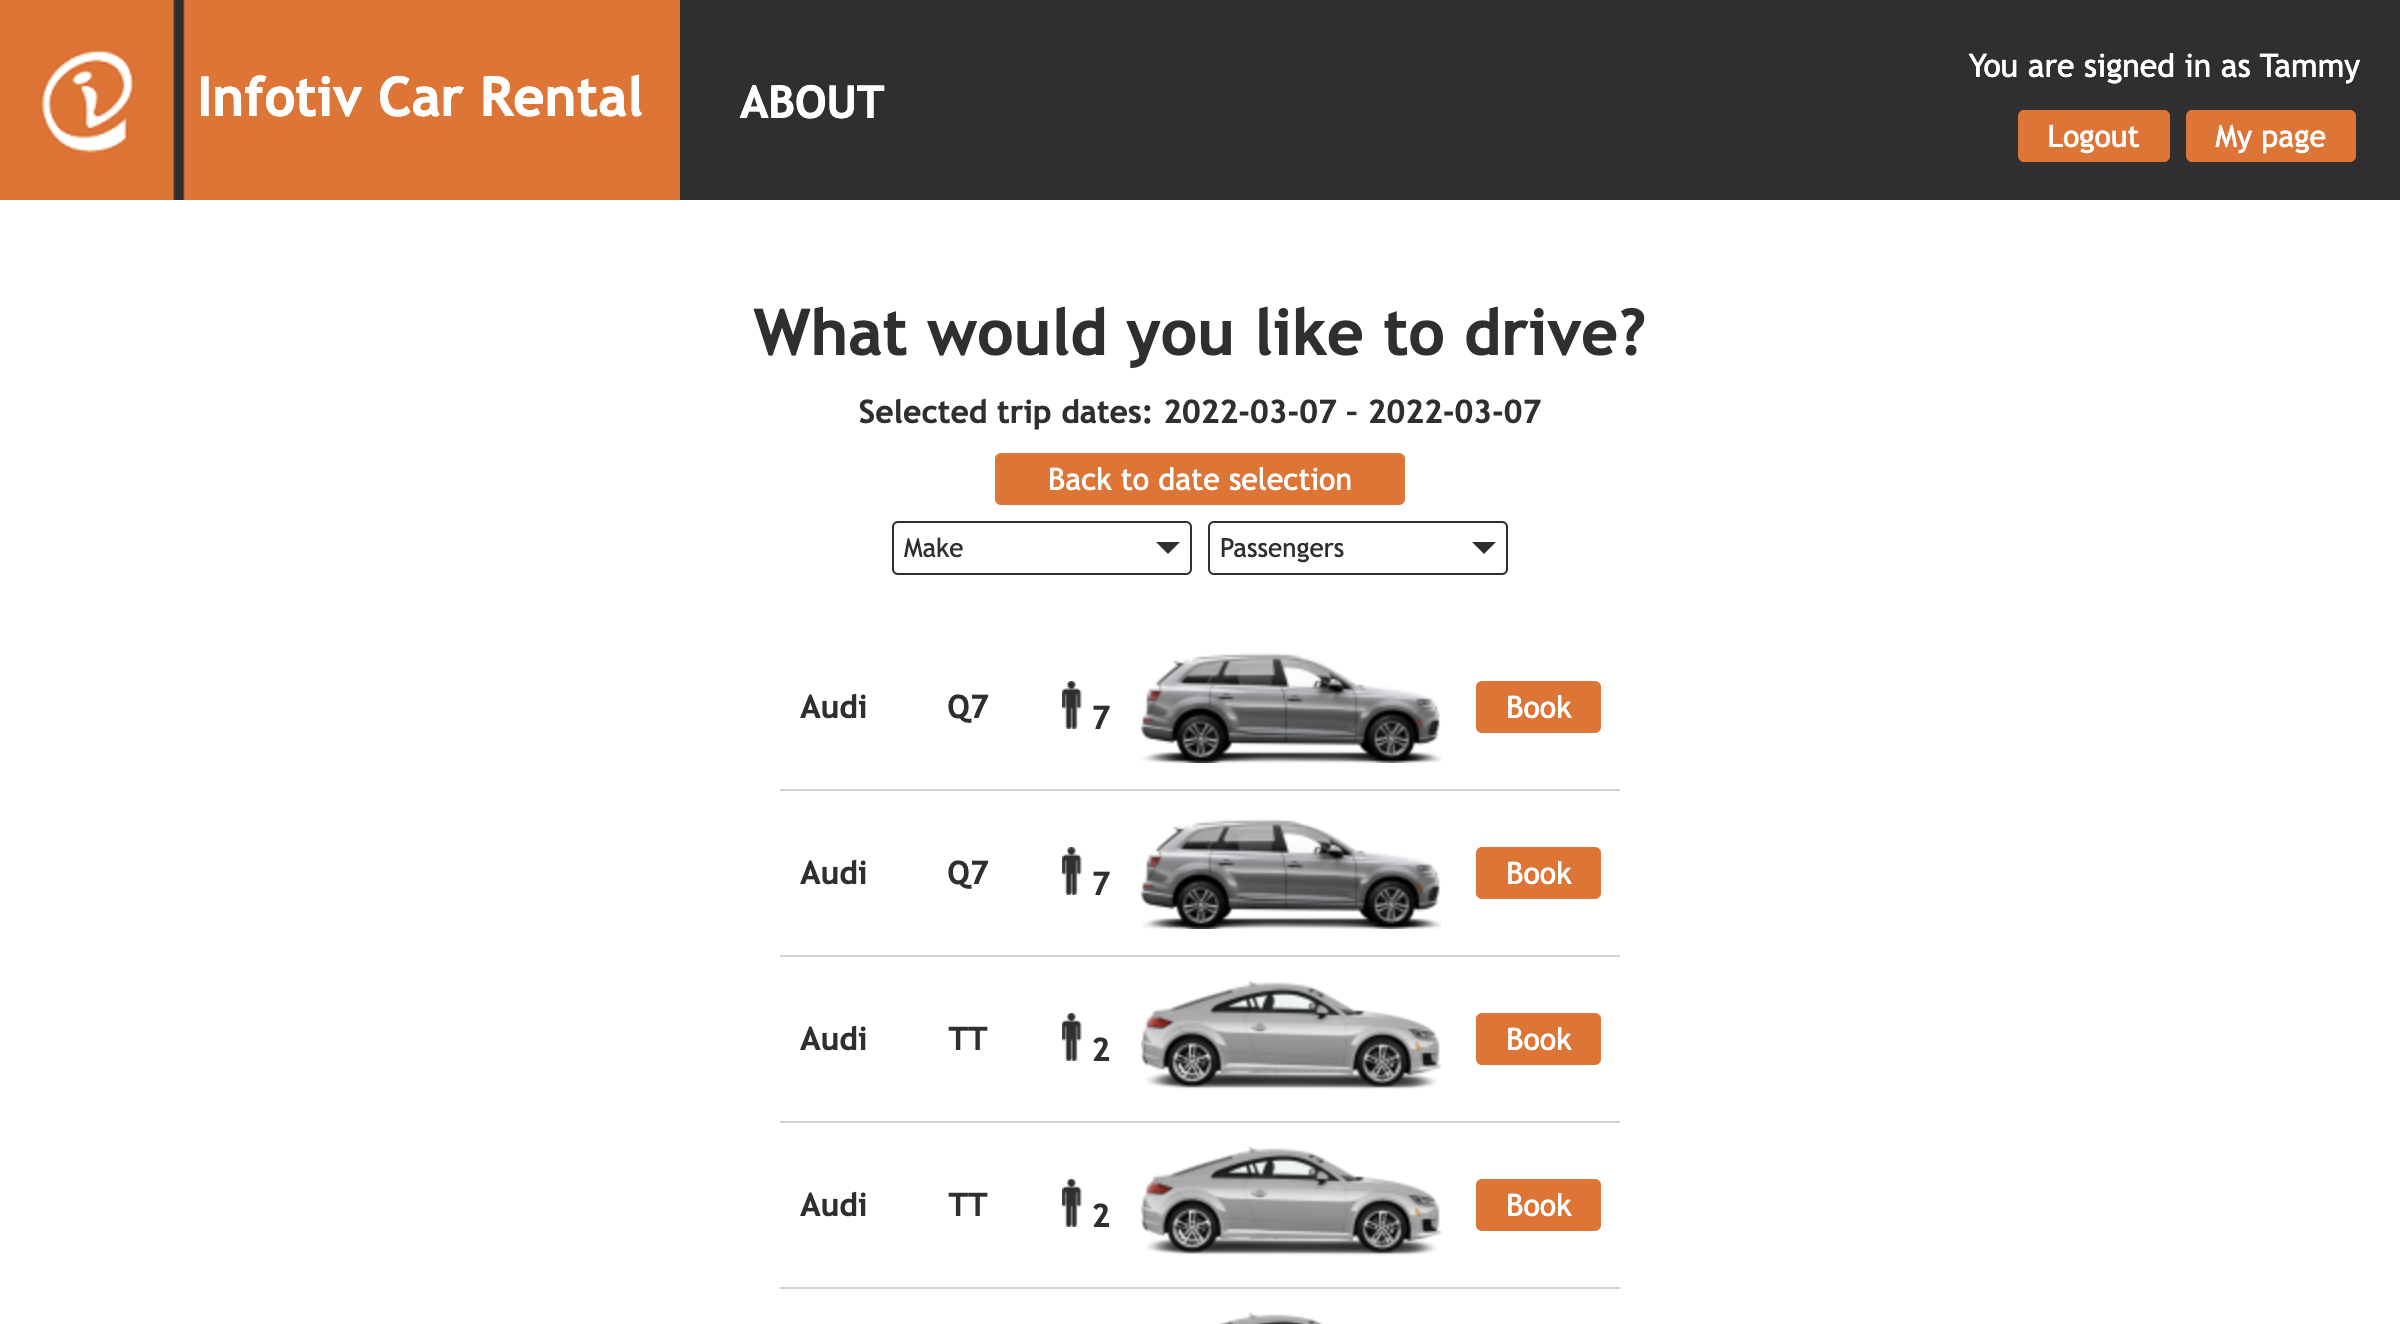 Infotiv Car Rental
ABOUT
You are signed in as Tammy
Logout
My page
What would you like to drive?
Selected trip dates: 2022-03-07 – 2022-03-07
Back to date selection
Make
Passengers
Audi Q7 7 Book
Audi Q7 7 Book
Audi TT 2 Book
Audi TT 2 Book